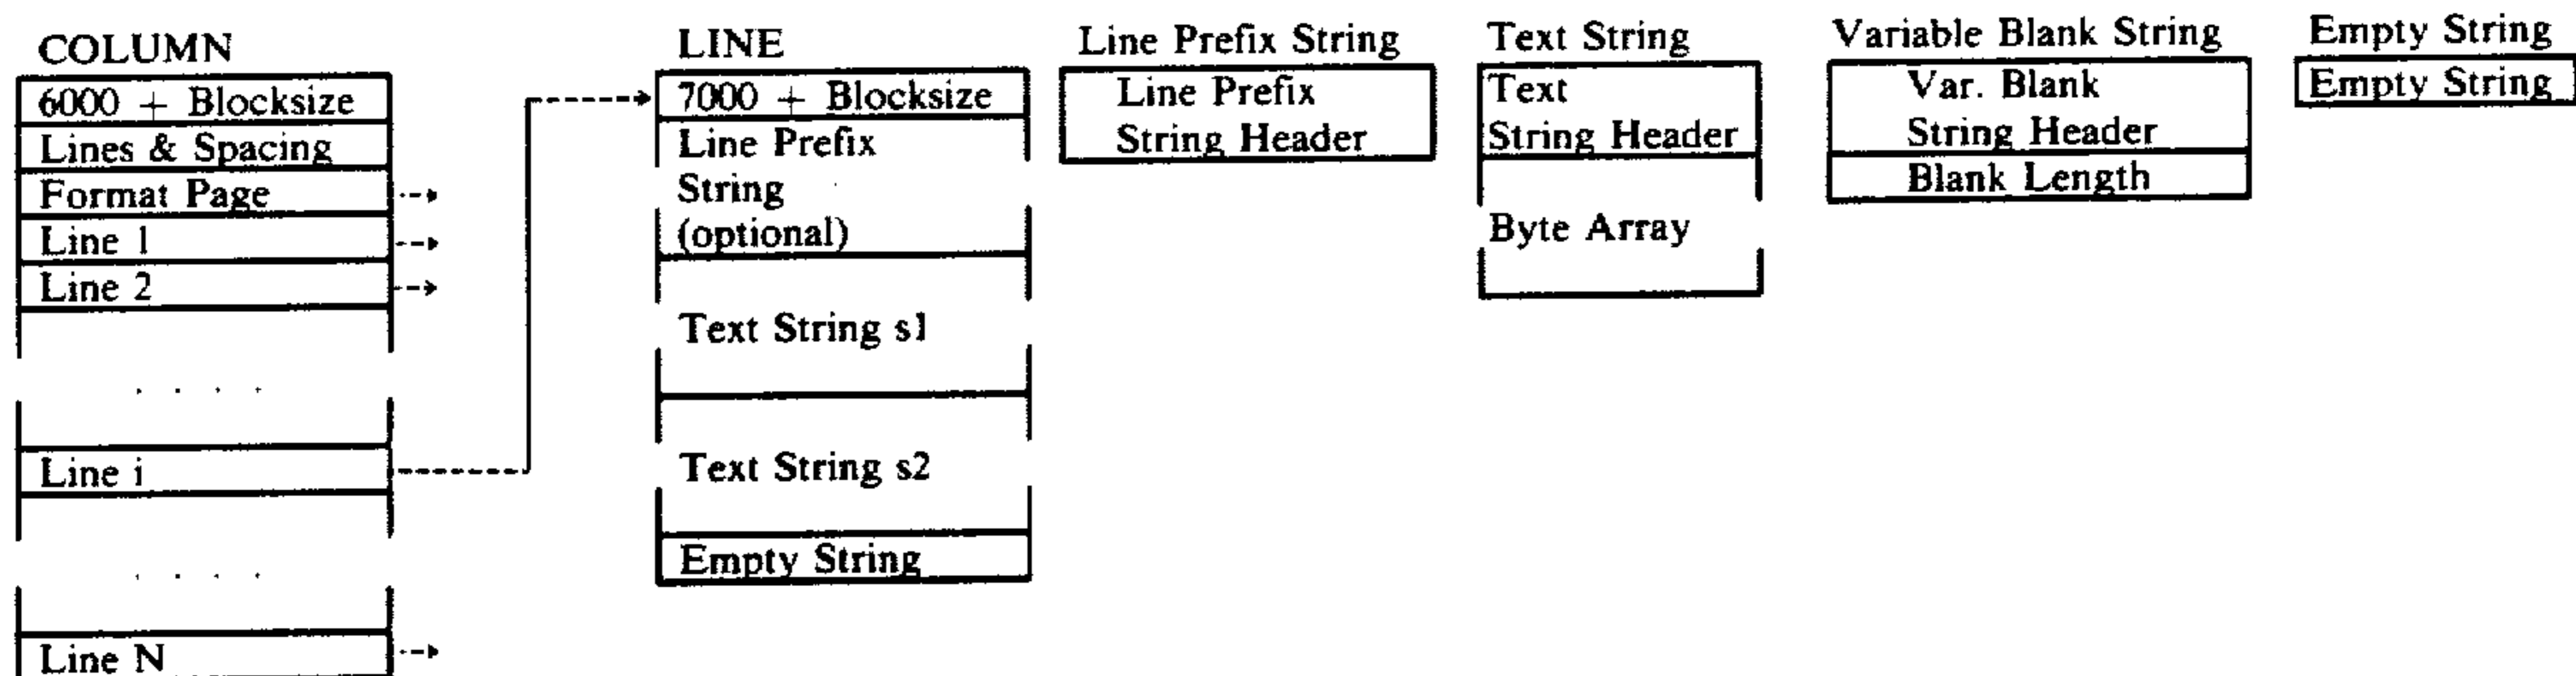 COLUMN
6000 + Blocksize
Lines & Spacing
Format Page
Line 1
Line 2
. . . .
Line i
. . . .
Line N
LINE
7000 + Blocksize
Line Prefix
String
(optional)
Text String s1
Text String s2
Empty String
Line Prefix String
Line Prefix
String Header
Text String
Text
String Header
Byte Array
Variable Blank String
Var. Blank
String Header
Blank Length
Empty String
Empty String